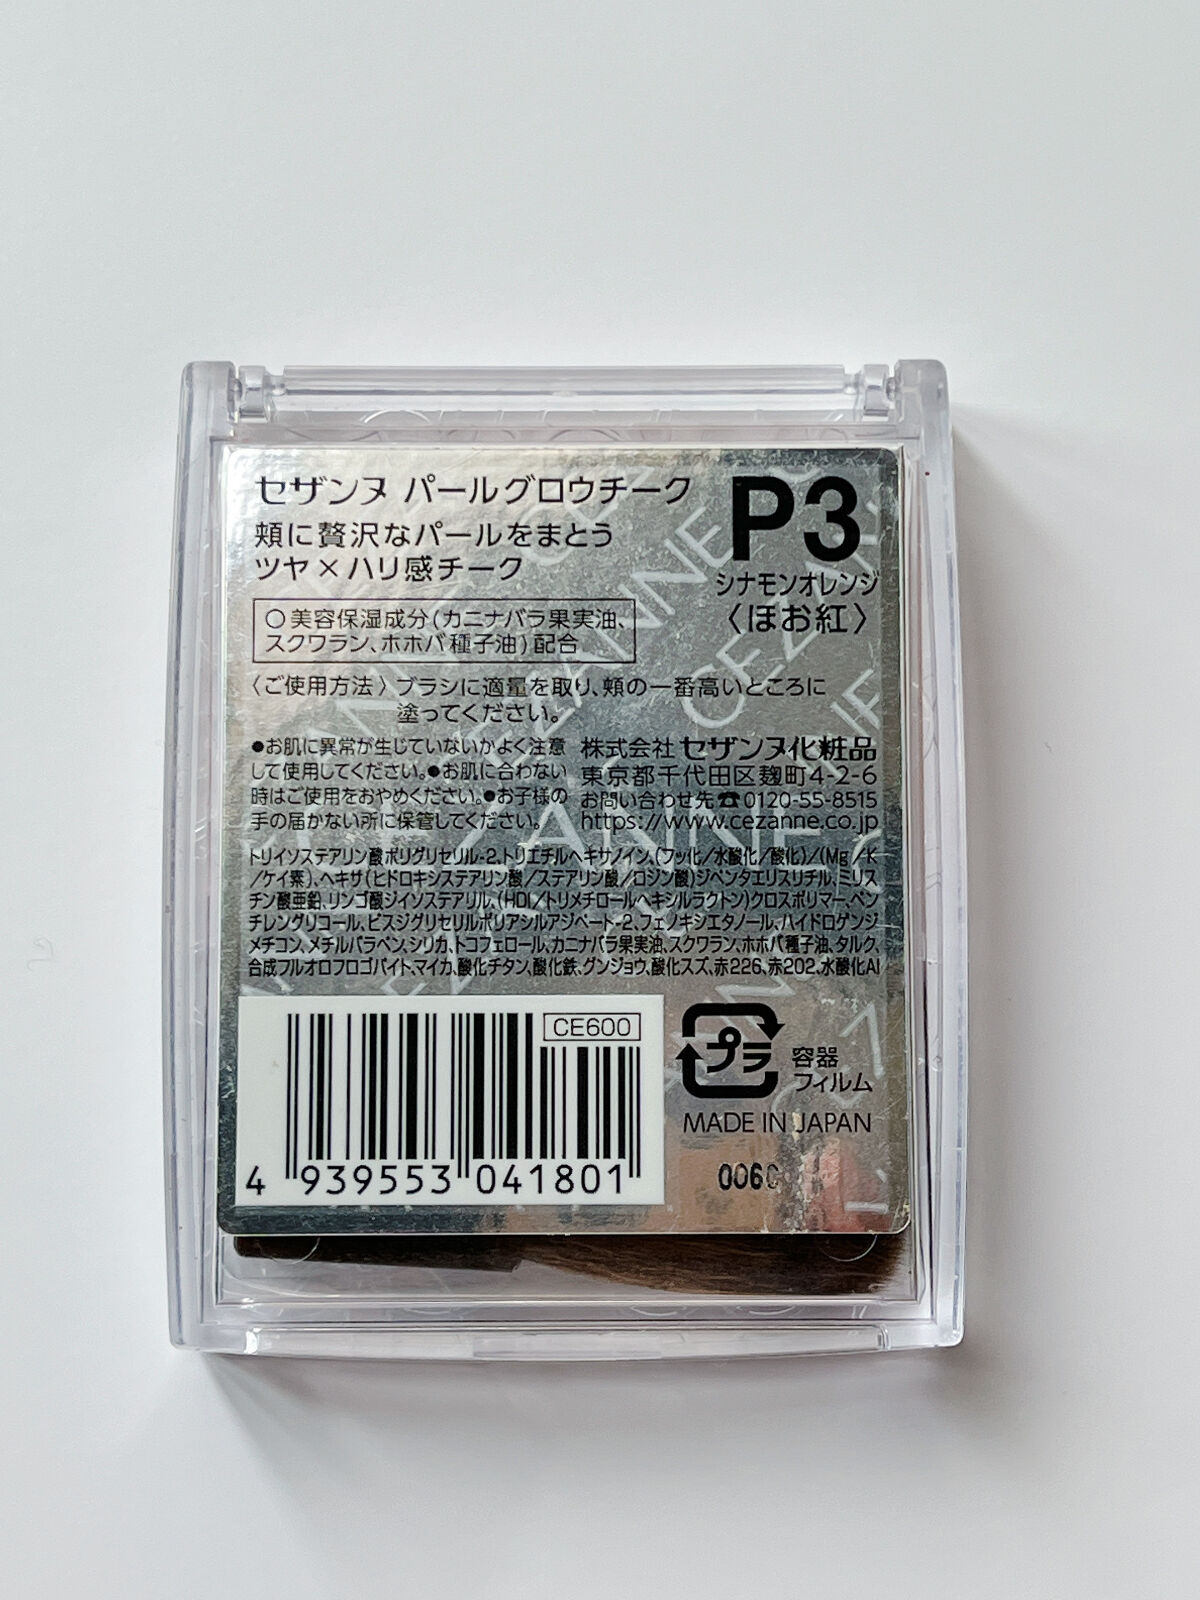 セザンヌ パールグロウチーク
頬に贅沢なパールをまとう
ツヤ×ハリ感チーク
P3
シナモンオレンジ
〈ほお紅〉
○美容保湿成分(カニナバラ果実油、
スクワラン、ホホバ種子油)配合
〈ご使用方法〉ブラシに適量を取り、頬の一番高いところに
塗ってください。
●お肌に異常が生じていないかよく注意
して使用してください。●お肌に合わない
時はご使用をおやめください。●お子様の
手の届かない所に保管してください。
株式会社 セザンヌ化粧品
東京都千代田区麹町4-2-6
お問い合わせ先☎0120-55-8515
https://www.cezanne.co.jp
トリイソステアリン酸ポリグリセリル-2、トリエチルヘキサノイン、(フッ化/水酸化/酸化)/(Mg/K
/ケイ素)、ヘキサ(ヒドロキシステアリン酸/ステアリン酸/ロジン酸)ジペンタエリスリチル、ミリス
チン酸亜鉛、リンゴ酸ジイソステアリル、(HDI/トリメチロールヘキシルラクトン)クロスポリマー、ペン
チレングリコール、ビスジグリセリルポリアシルアジペート-2、フェノキシエタノール、ハイドロゲンジ
メチコン、メチルパラベン、シリカ、トコフェロール、カニナバラ果実油、スクワラン、ホホバ種子油、タルク、
合成フルオロフロゴパイト、マイカ、酸化チタン、酸化鉄、グンジョウ、酸化スズ、赤226、赤202、水酸化Al
CE600
4 939553 041801
プラ
容器
フィルム
MADE IN JAPAN